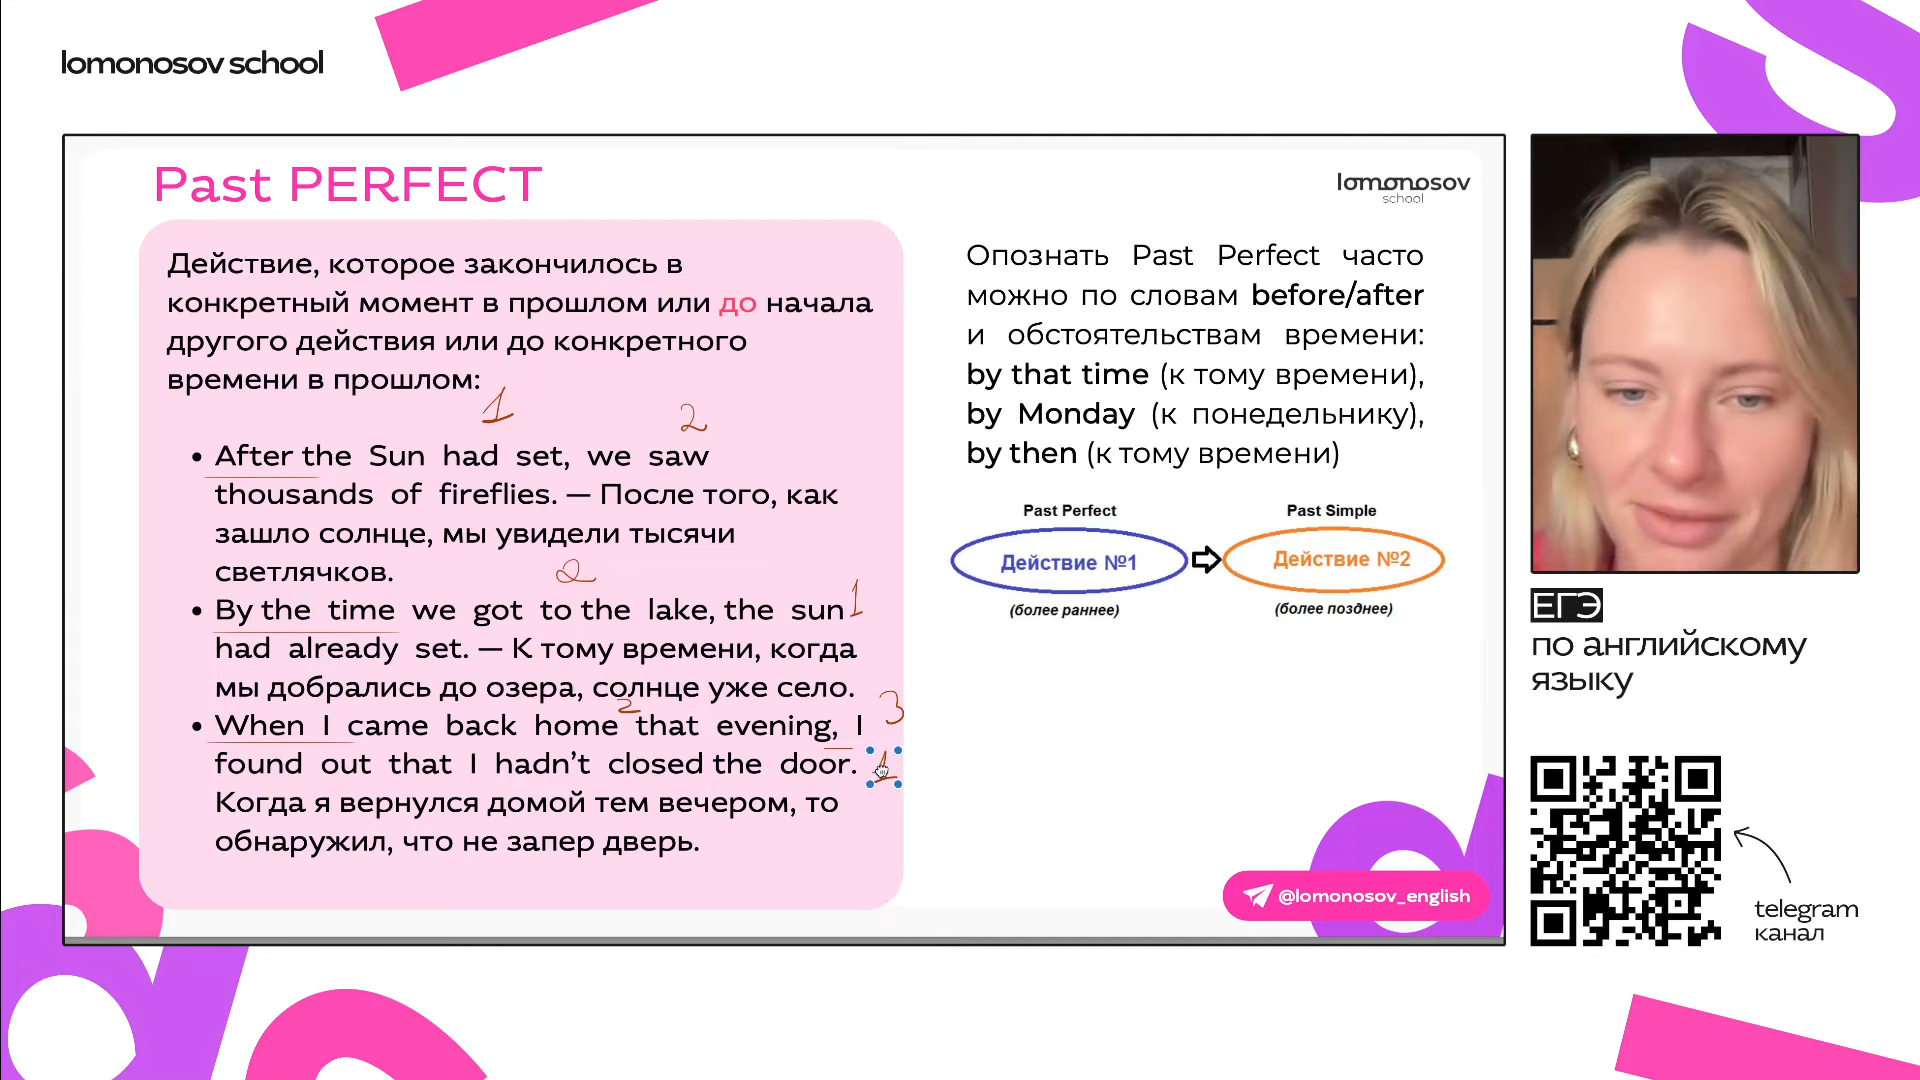 lomonosov school
Past PERFECT
lomonosov
school
Действие, которое закончилось в
конкретный момент в прошлом или до начала
другого действия или до конкретного
времени в прошлом:
1
2
• After the Sun had set, we saw
thousands of fireflies. — После того, как
зашло солнце, мы увидели тысячи
светлячков.
2
• By the time we got to the lake, the sun
1
had already set. — К тому времени, когда
мы добрались до озера, солнце уже село.
2
3
• When I came back home that evening, I
found out that I hadn’t closed the door.
1
Когда я вернулся домой тем вечером, то
обнаружил, что не запер дверь.
Опознать Past Perfect часто
можно по словам before/after
и обстоятельствам времени:
by that time (к тому времени),
by Monday (к понедельнику),
by then (к тому времени)
Past Perfect
Past Simple
Действие №1
Действие №2
(более раннее)
(более позднее)
@lomonosov_english
ЕГЭ
по английскому
языку
telegram
канал